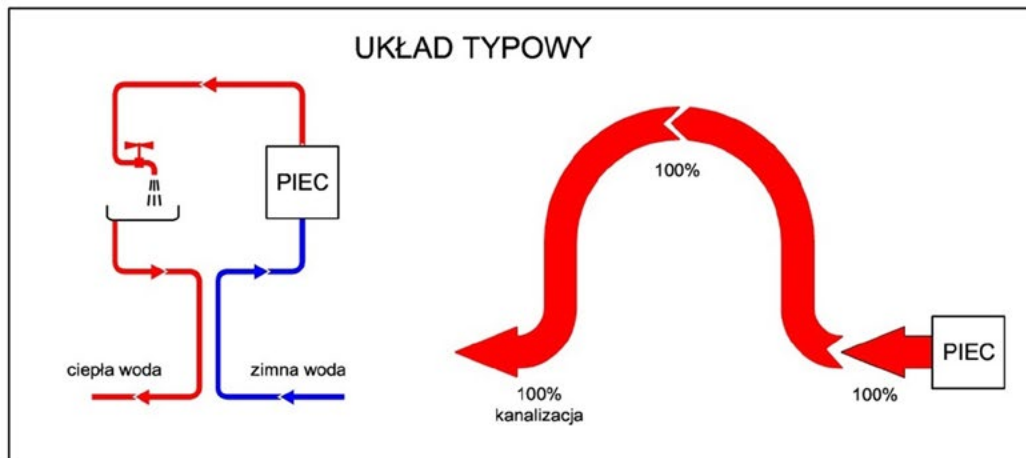 UKŁAD TYPOWY
PIEC
ciepła woda
zimna woda
100%
100%
kanalizacja
100%
PIEC